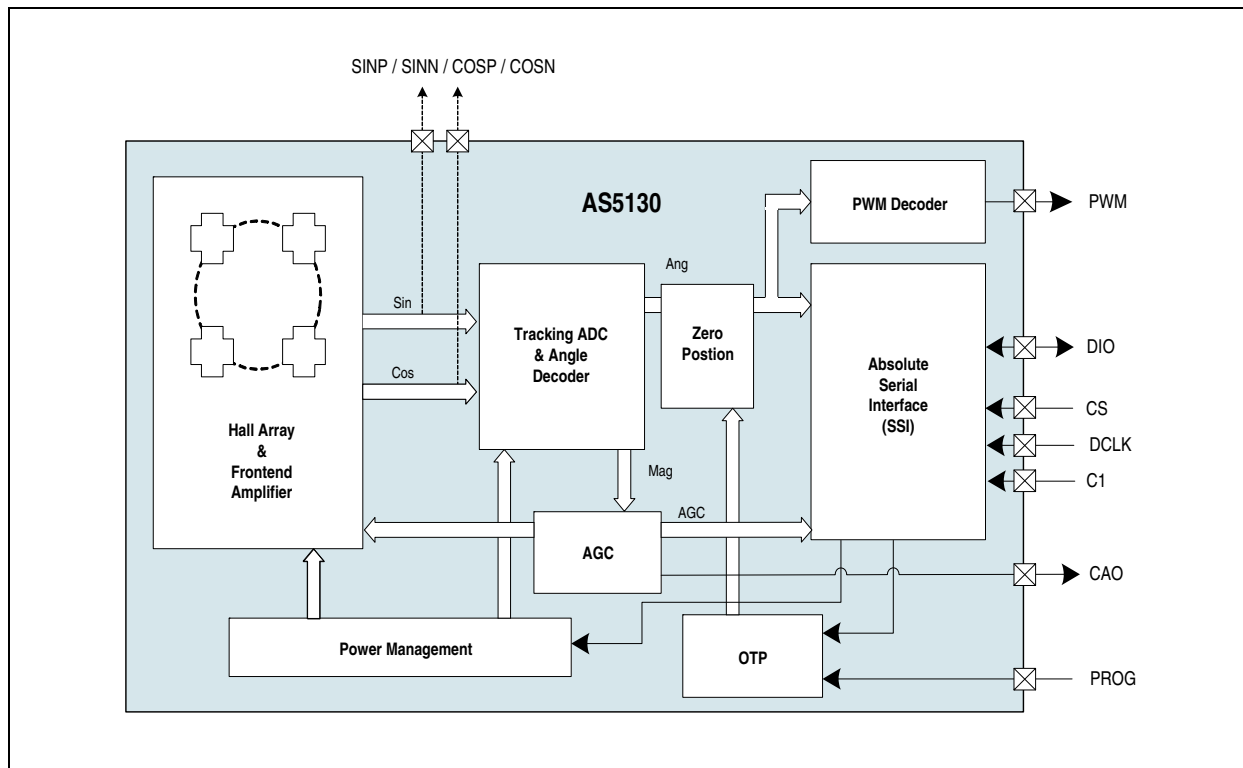 SINP / SINN / COSP / COSN
AS5130
PWM Decoder
PWM
Ang
Sin
Tracking ADC
& Angle
Decoder
Zero
Postion
Absolute
Serial
Interface
(SSI)
DIO
Cos
CS
DCLK
C1
Hall Array
&
Frontend
Amplifier
Mag
AGC
AGC
CAO
Power Management
OTP
PROG